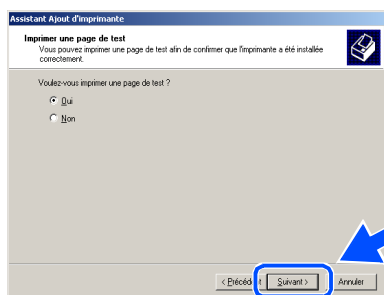 Assistant Ajout d'imprimante
Imprimer une page de test
Vous pouvez imprimer une page de test afin de confirmer que l'imprimante a été installée
correctement.
Voulez-vous imprimer une page de test ?
Oui
Non
< Précédent Suivant > Annuler